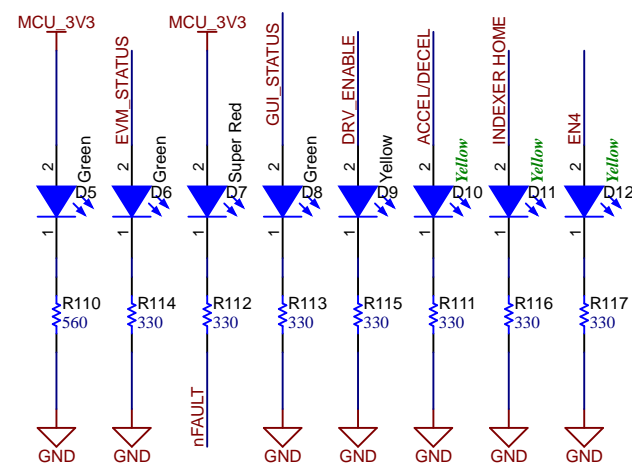 MCU_3V3
EVM_STATUS
MCU_3V3
GUI_STATUS
DRV_ENABLE
ACCEL/DECEL
INDEXER HOME
EN4
2
Green
D5
1
2
Green
D6
1
2
Super Red
D7
1
2
Green
D8
1
2
Yellow
D9
1
2
Yellow
D10
1
2
Yellow
D11
1
2
Yellow
D12
1
R110
560
R114
330
R112
330
R113
330
R115
330
R111
330
R116
330
R117
330
GND
GND
nFAULT
GND
GND
GND
GND
GND